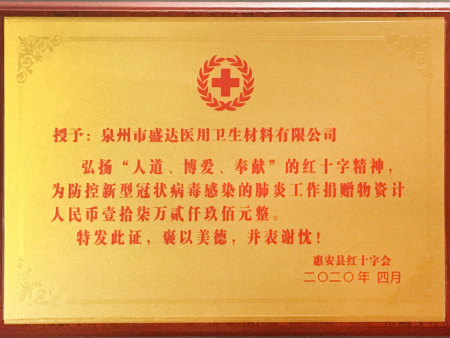 授予：泉州市盛达医用卫生材料有限公司
弘扬“人道、博爱、奉献”的红十字精神，
为防控新型冠状病毒感染的肺炎工作捐赠物资计
人民币壹拾柒万贰仟玖佰元整。
特发此证，褒以美德，并表谢忱！
惠安县红十字会
二〇二〇年 四月